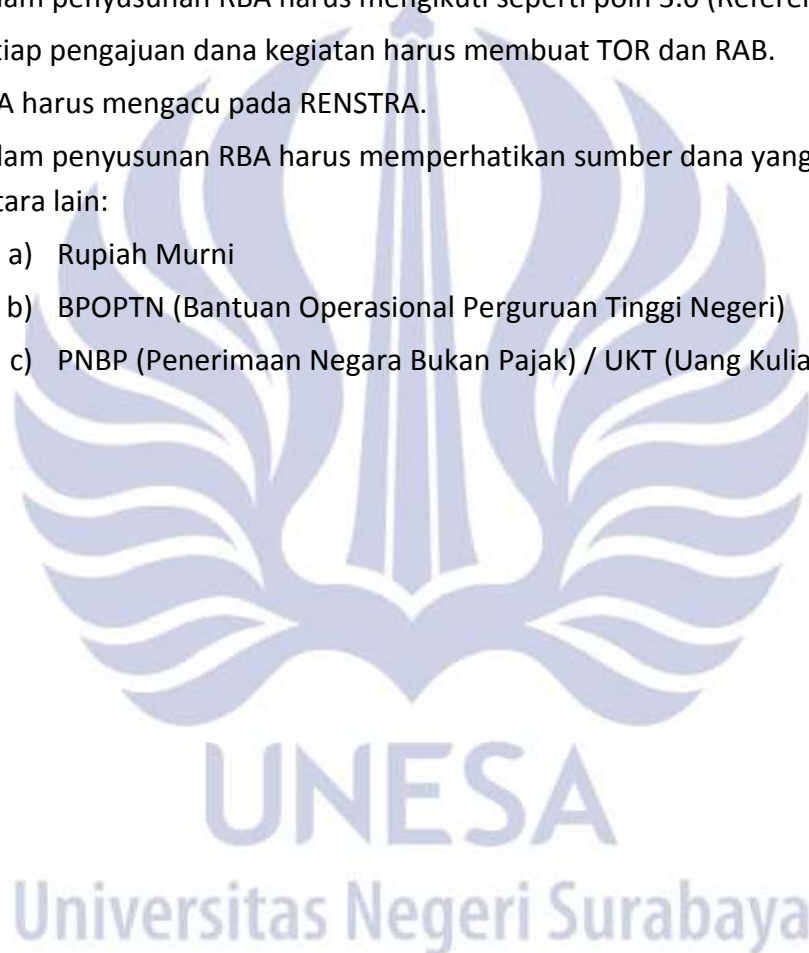 lam penyusunan RBA harus mengikuti seperti poin 3.0 (Referen
tiap pengajuan dana kegiatan harus membuat TOR dan RAB.
A harus mengacu pada RENSTRA.
lam penyusunan RBA harus memperhatikan sumber dana yang
tara lain:
a) Rupiah Murni
b) BPOPTN (Bantuan Operasional Perguruan Tinggi Negeri)
c) PNBP (Penerimaan Negara Bukan Pajak) / UKT (Uang Kulia
UNESA
Universitas Negeri Surabaya